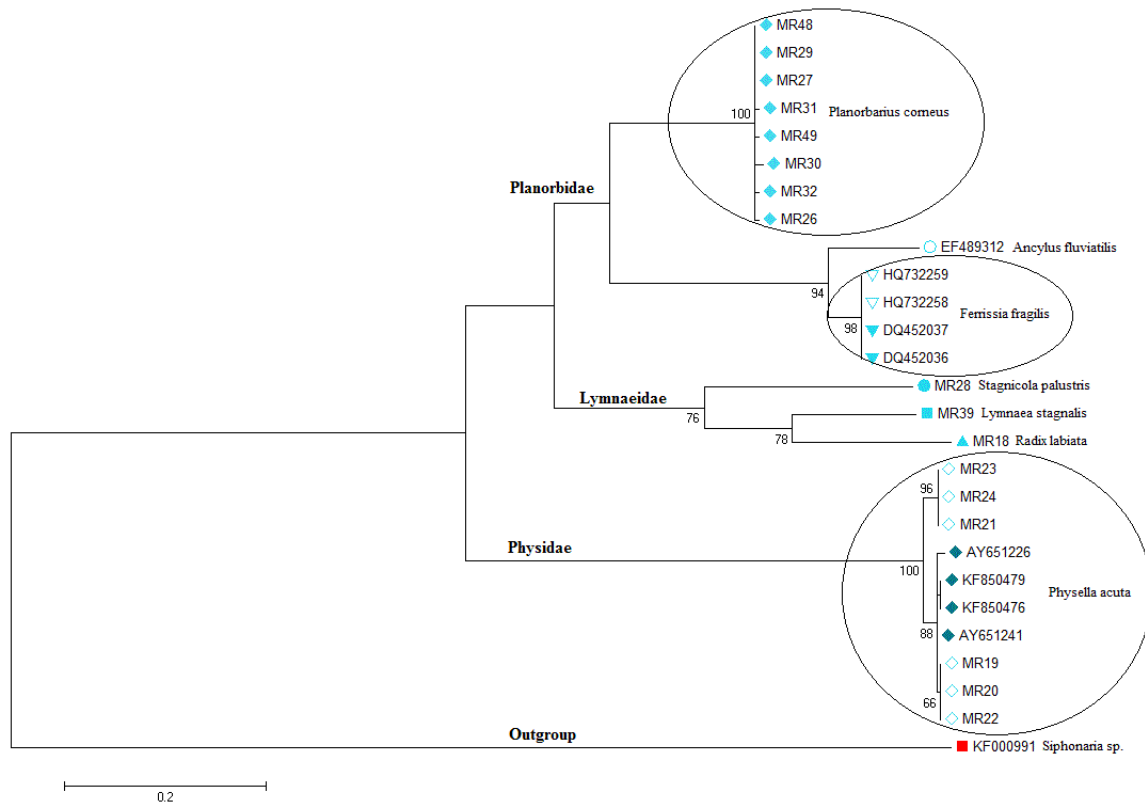 MR48
MR29
MR27
MR31
100
Planorbarius corneus
MR49
MR30
Planorbidae
MR32
MR26
EF489312 Ancylus fluviatilis
HQ732259
94
HQ732258
Ferrissia fragilis
98
DQ452037
DQ452036
MR28 Stagnicola palustris
Lymnaeidae
76
MR39 Lymnaea stagnalis
78
MR18 Radix labiata
MR23
96
MR24
MR21
Physidae
AY651226
100
KF850479
Physella acuta
KF850476
88
AY651241
MR19
MR20
66
MR22
Outgroup
KF000991 Siphonaria sp.
0.2